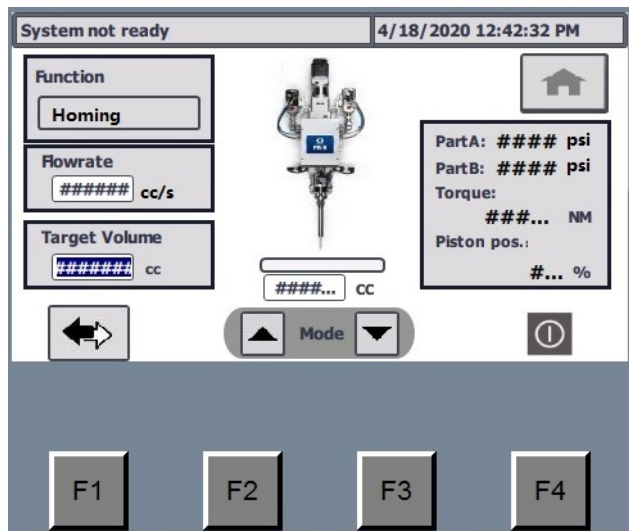 System not ready
4/18/2020 12:42:32 PM
Function
Homing
Flowrate
###### cc/s
Target Volume
####### cc
PR-X
####... cc
PartA: #### psi
PartB: #### psi
Torque:
###... NM
Piston pos.:
#... %
Mode
F1
F2
F3
F4